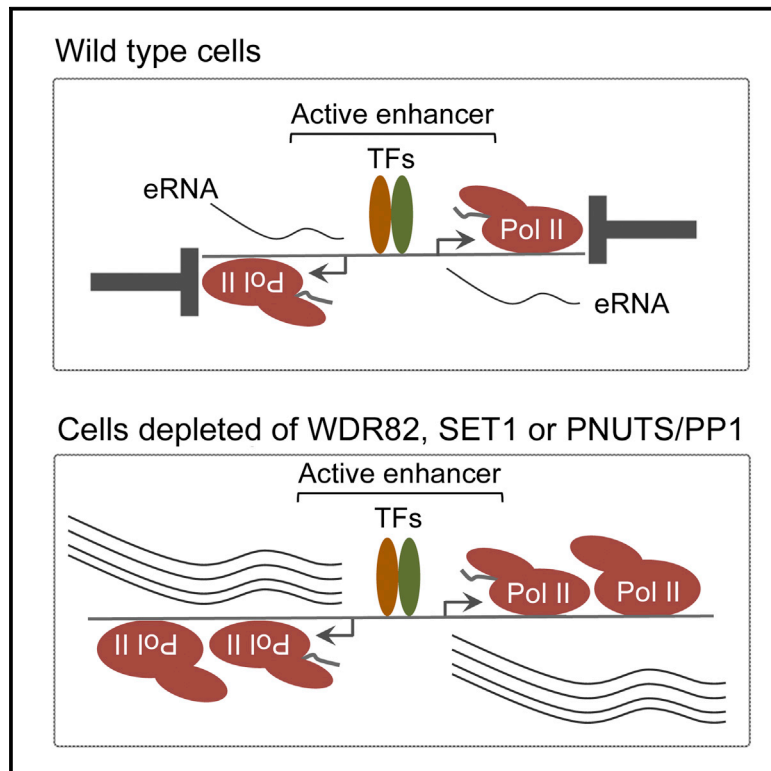 Wild type cells
Active enhancer
TFs
eRNA
Pol II
Pol II
eRNA
Cells depleted of WDR82, SET1 or PNUTS/PP1
Active enhancer
TFs
Pol II
Pol II
Pol II
Pol II